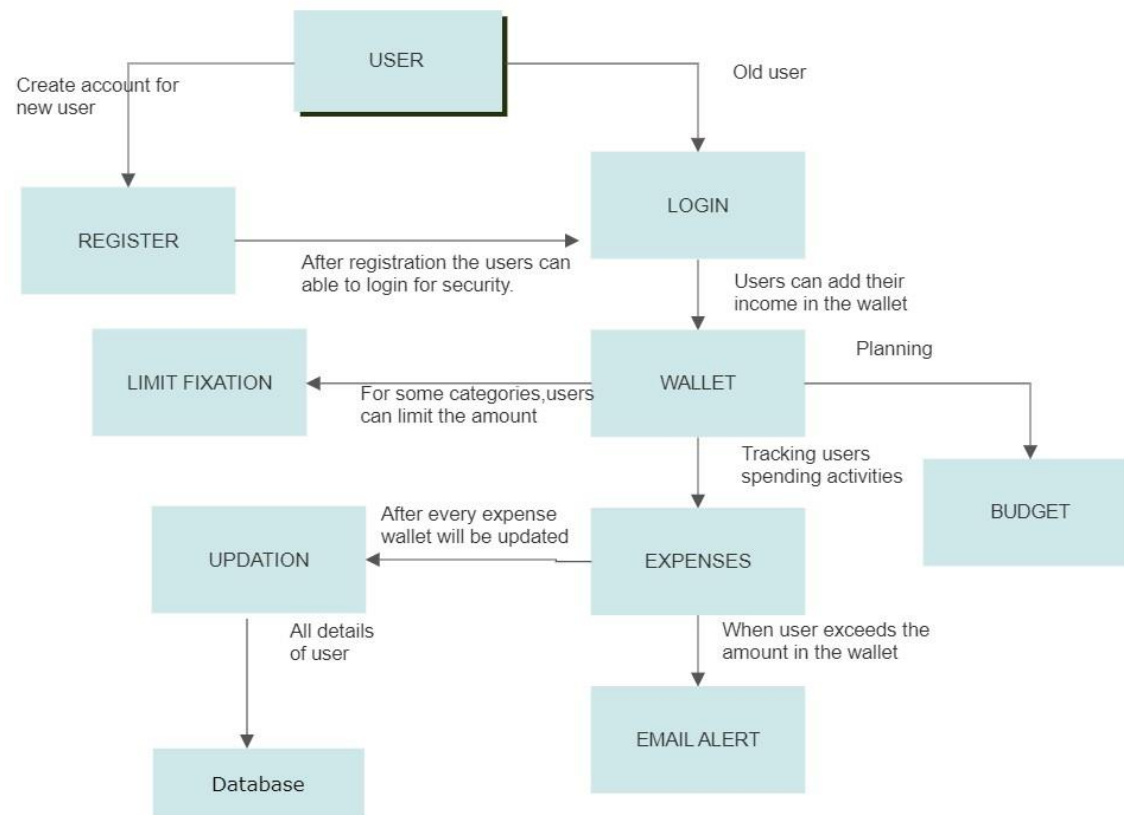 USER
Create account for
new user
Old user
LOGIN
REGISTER
After registration the users can
able to login for security.
Users can add their
income in the wallet
Planning
LIMIT FIXATION
For some categories,users
can limit the amount
WALLET
Tracking users
spending activities
BUDGET
After every expense
wallet will be updated
UPDATION
EXPENSES
All details
of user
When user exceeds the
amount in the wallet
EMAIL ALERT
Database